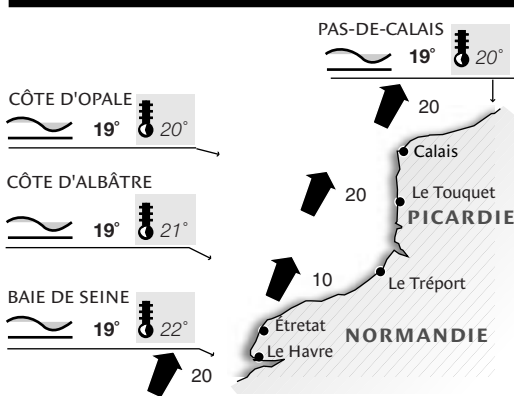 PAS-DE-CALAIS
19° 20°
20
CÔTE D'OPALE
19° 20°
Calais
CÔTE D'ALBÂTRE
20
Le Touquet
PICARDIE
19° 21°
10
Le Tréport
BAIE DE SEINE
19° 22°
Étretat
NORMANDIE
Le Havre
20